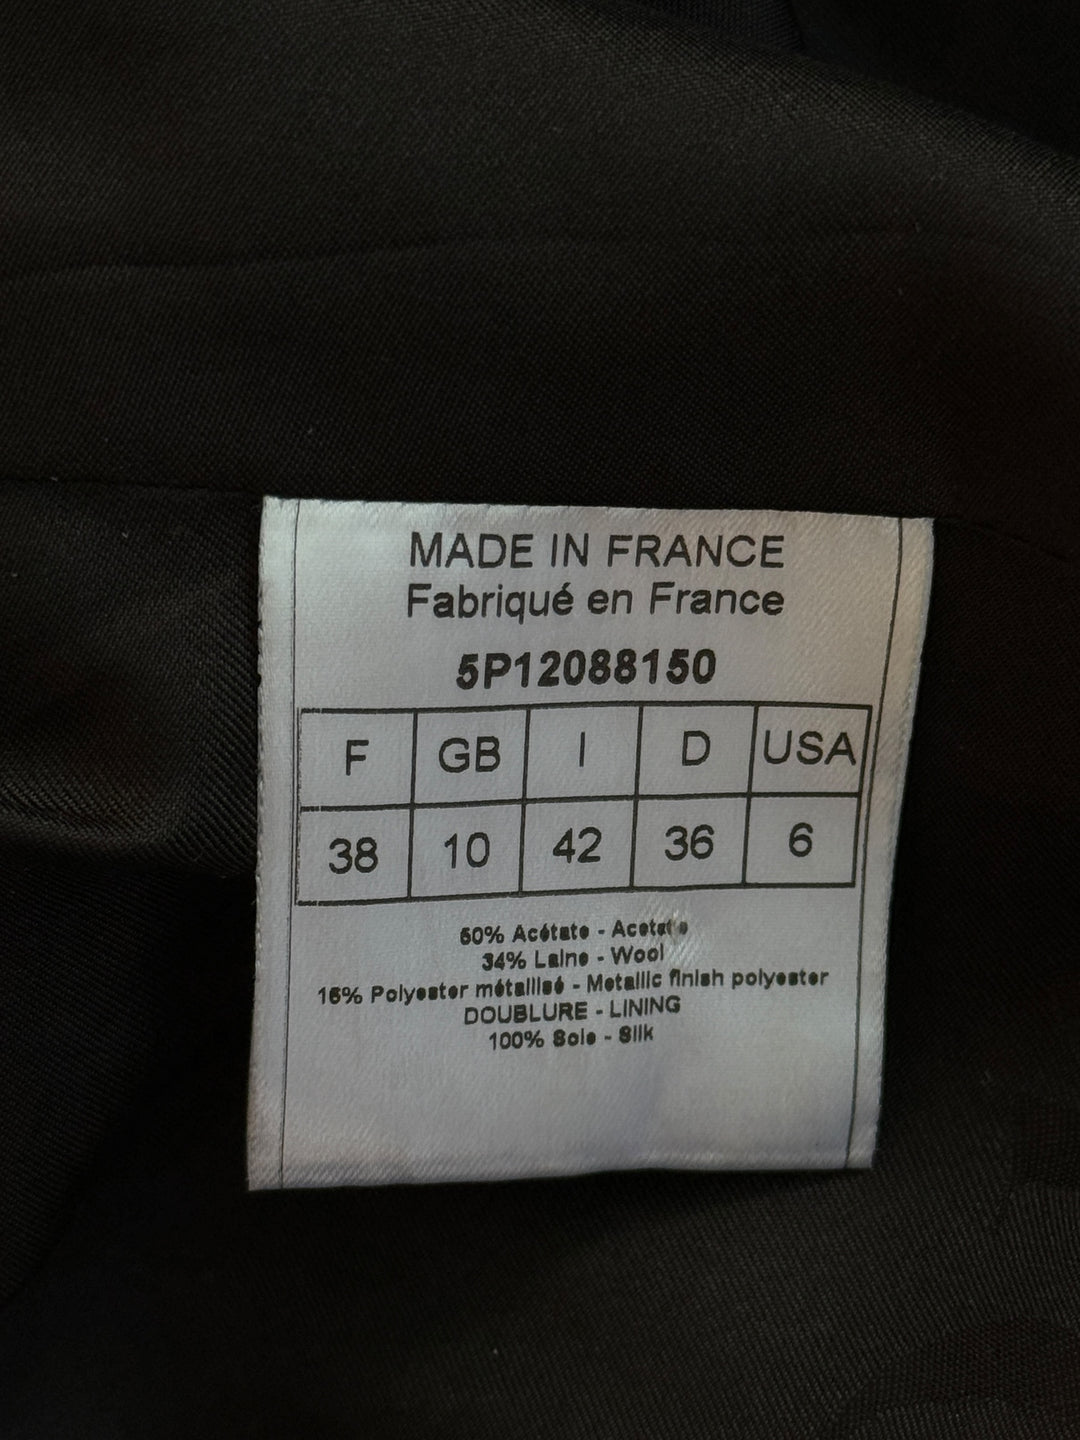 MADE IN FRANCE
Fabriqué en France
5P12088150
F GB I D USA
38 10 42 36 6
50% Acétate - Acetate
34% Laine - Wool
16% Polyester métallisé - Metallic finish polyester
DOUBLURE - LINING
100% Soie - Silk